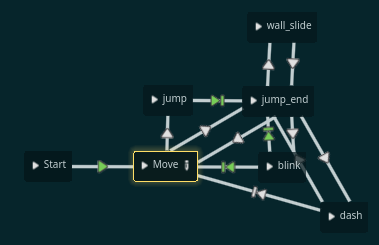 wall_slide
jump
jump_end
Start
Move
blink
dash